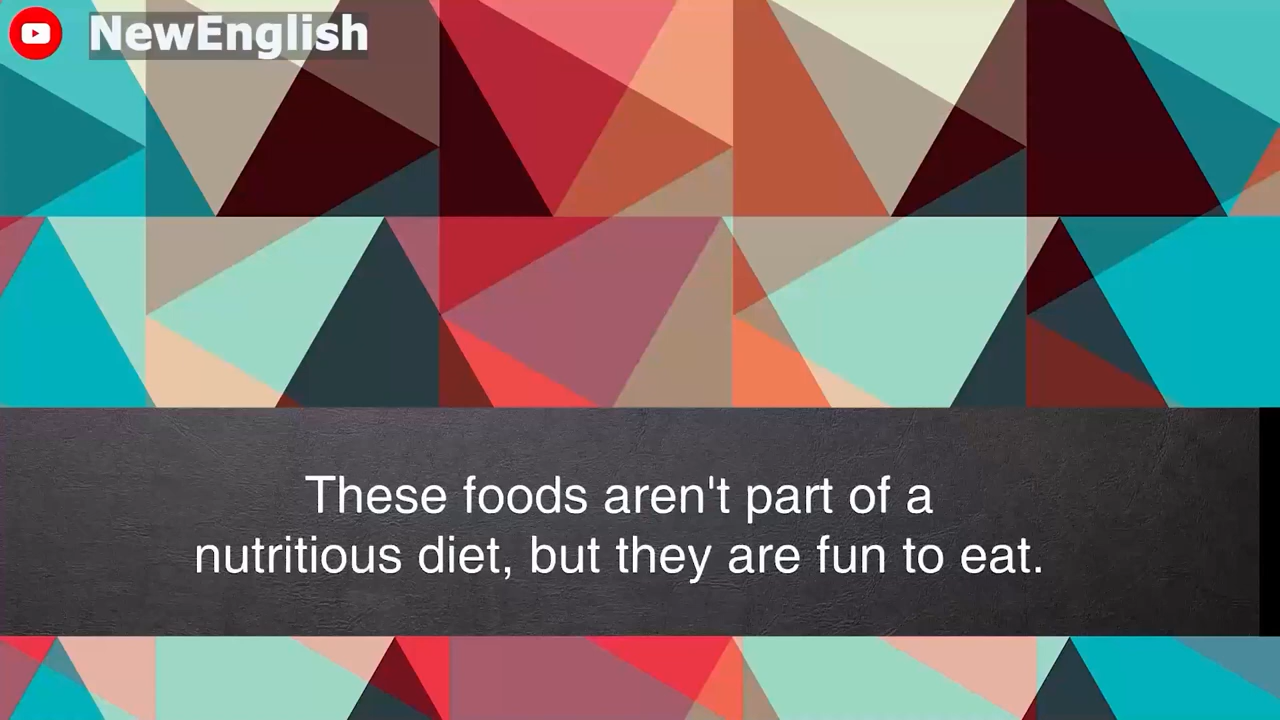 NewEnglish
These foods aren't part of a
nutritious diet, but they are fun to eat.